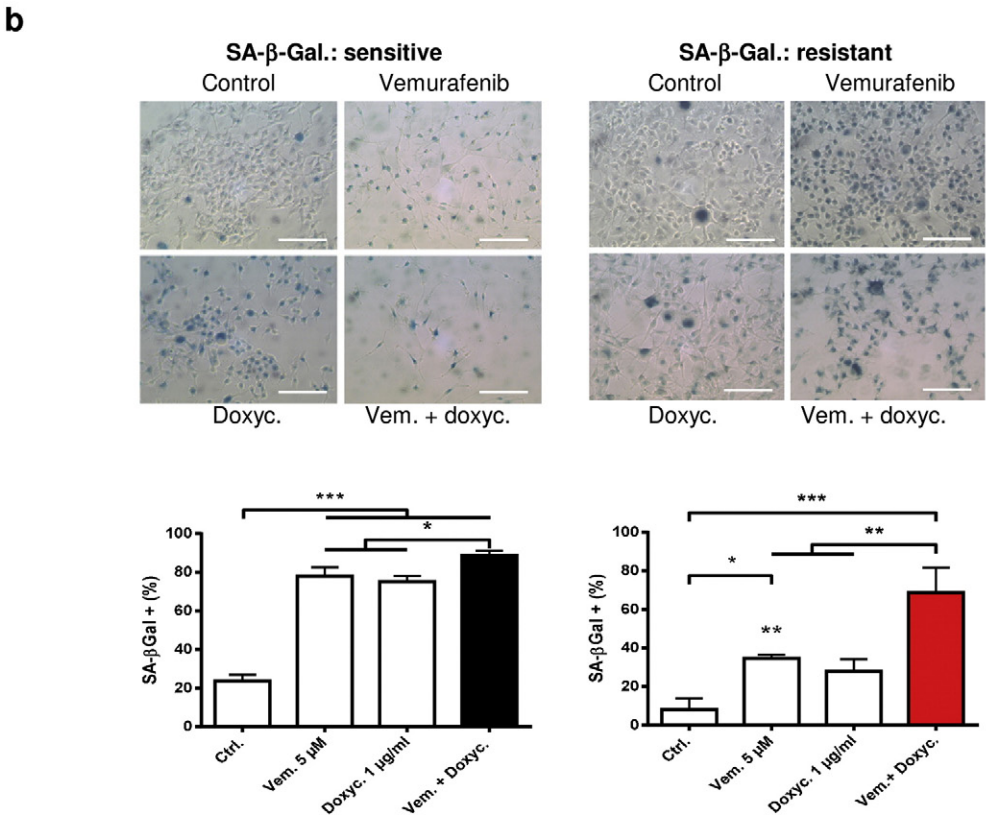 b
SA-β-Gal.: sensitive
Control
Vemurafenib
Doxyc.
Vem. + doxyc.
SA-β-Gal.: resistant
Control
Vemurafenib
Doxyc.
Vem. + doxyc.
***
*
SA-βGal + (%)
100
80
60
40
20
0
Ctrl.
Vem. 5 µM
Doxyc. 1 µg/ml
Vem. + Doxyc.
***
**
*
**
SA-βGal + (%)
100
80
60
40
20
0
Ctrl.
Vem. 5 µM
Doxyc. 1 µg/ml
Vem.+ Doxyc.